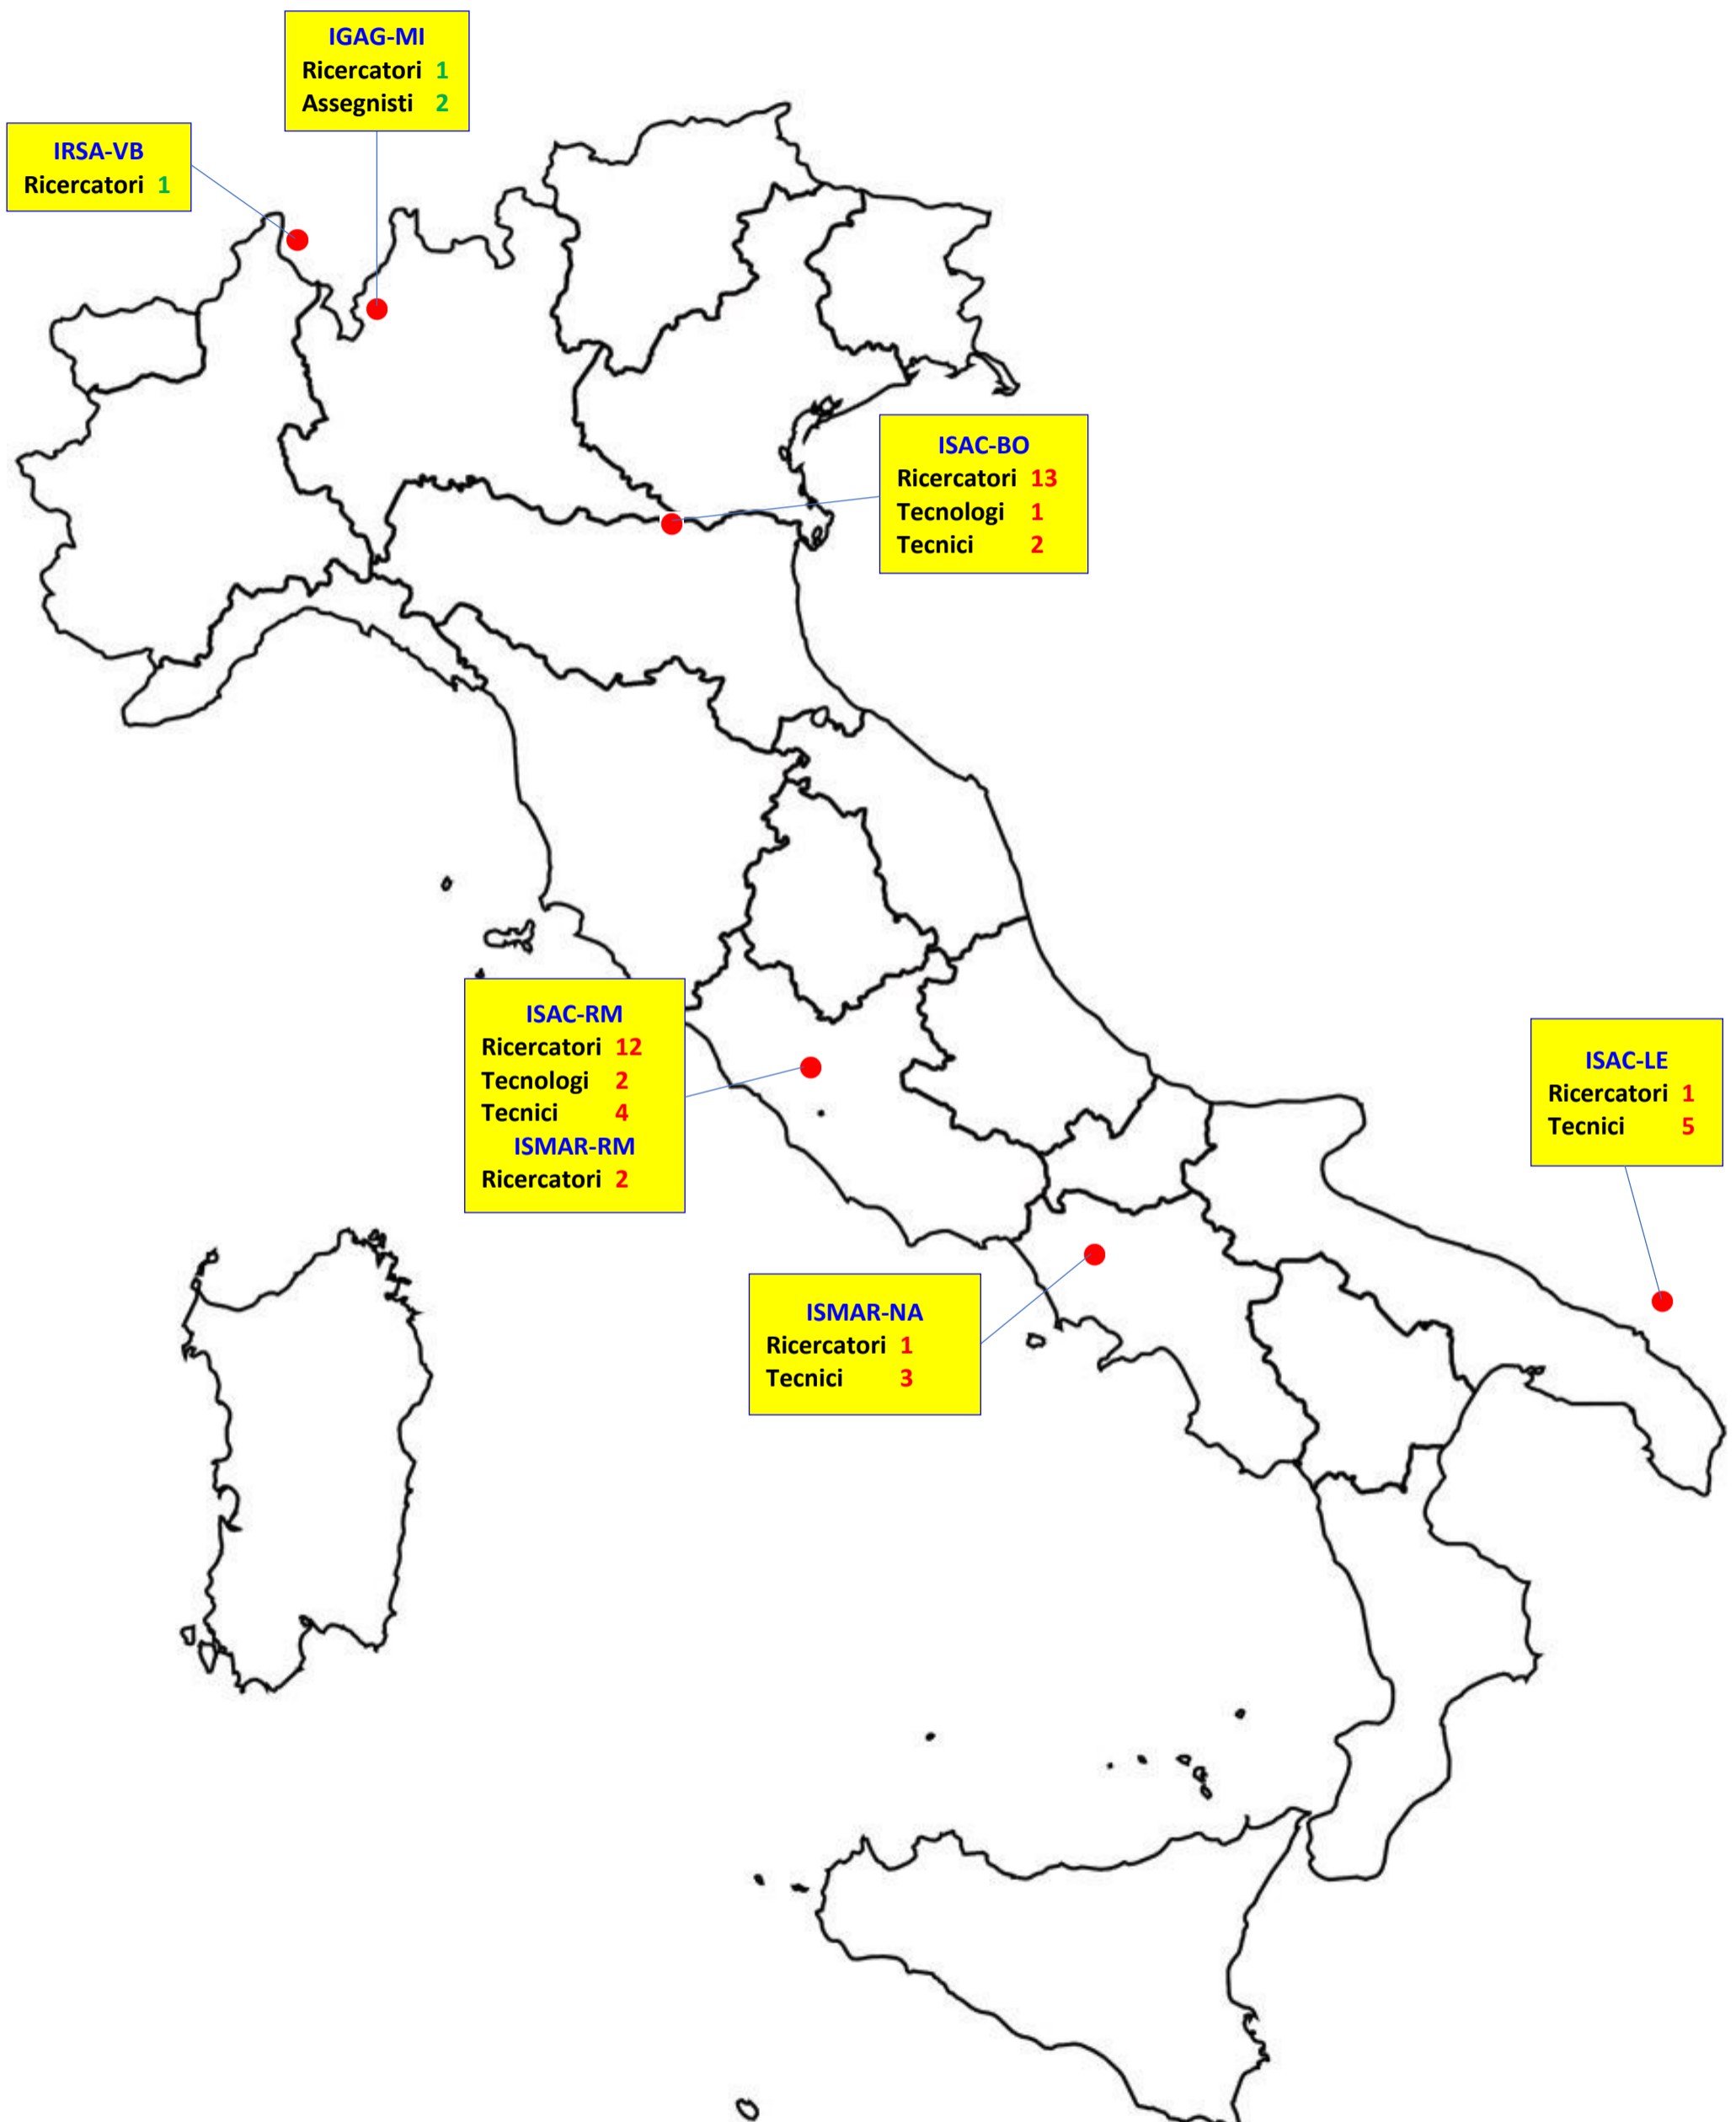 IGAG-MI
Ricercatori 1
Assegnisti 2
IRSA-VB
Ricercatori 1
ISAC-BO
Ricercatori 13
Tecnologi 1
Tecnici 2
ISAC-RM
Ricercatori 12
Tecnologi 2
Tecnici 4
ISMAR-RM
Ricercatori 2
ISAC-LE
Ricercatori 1
Tecnici 5
ISMAR-NA
Ricercatori 1
Tecnici 3